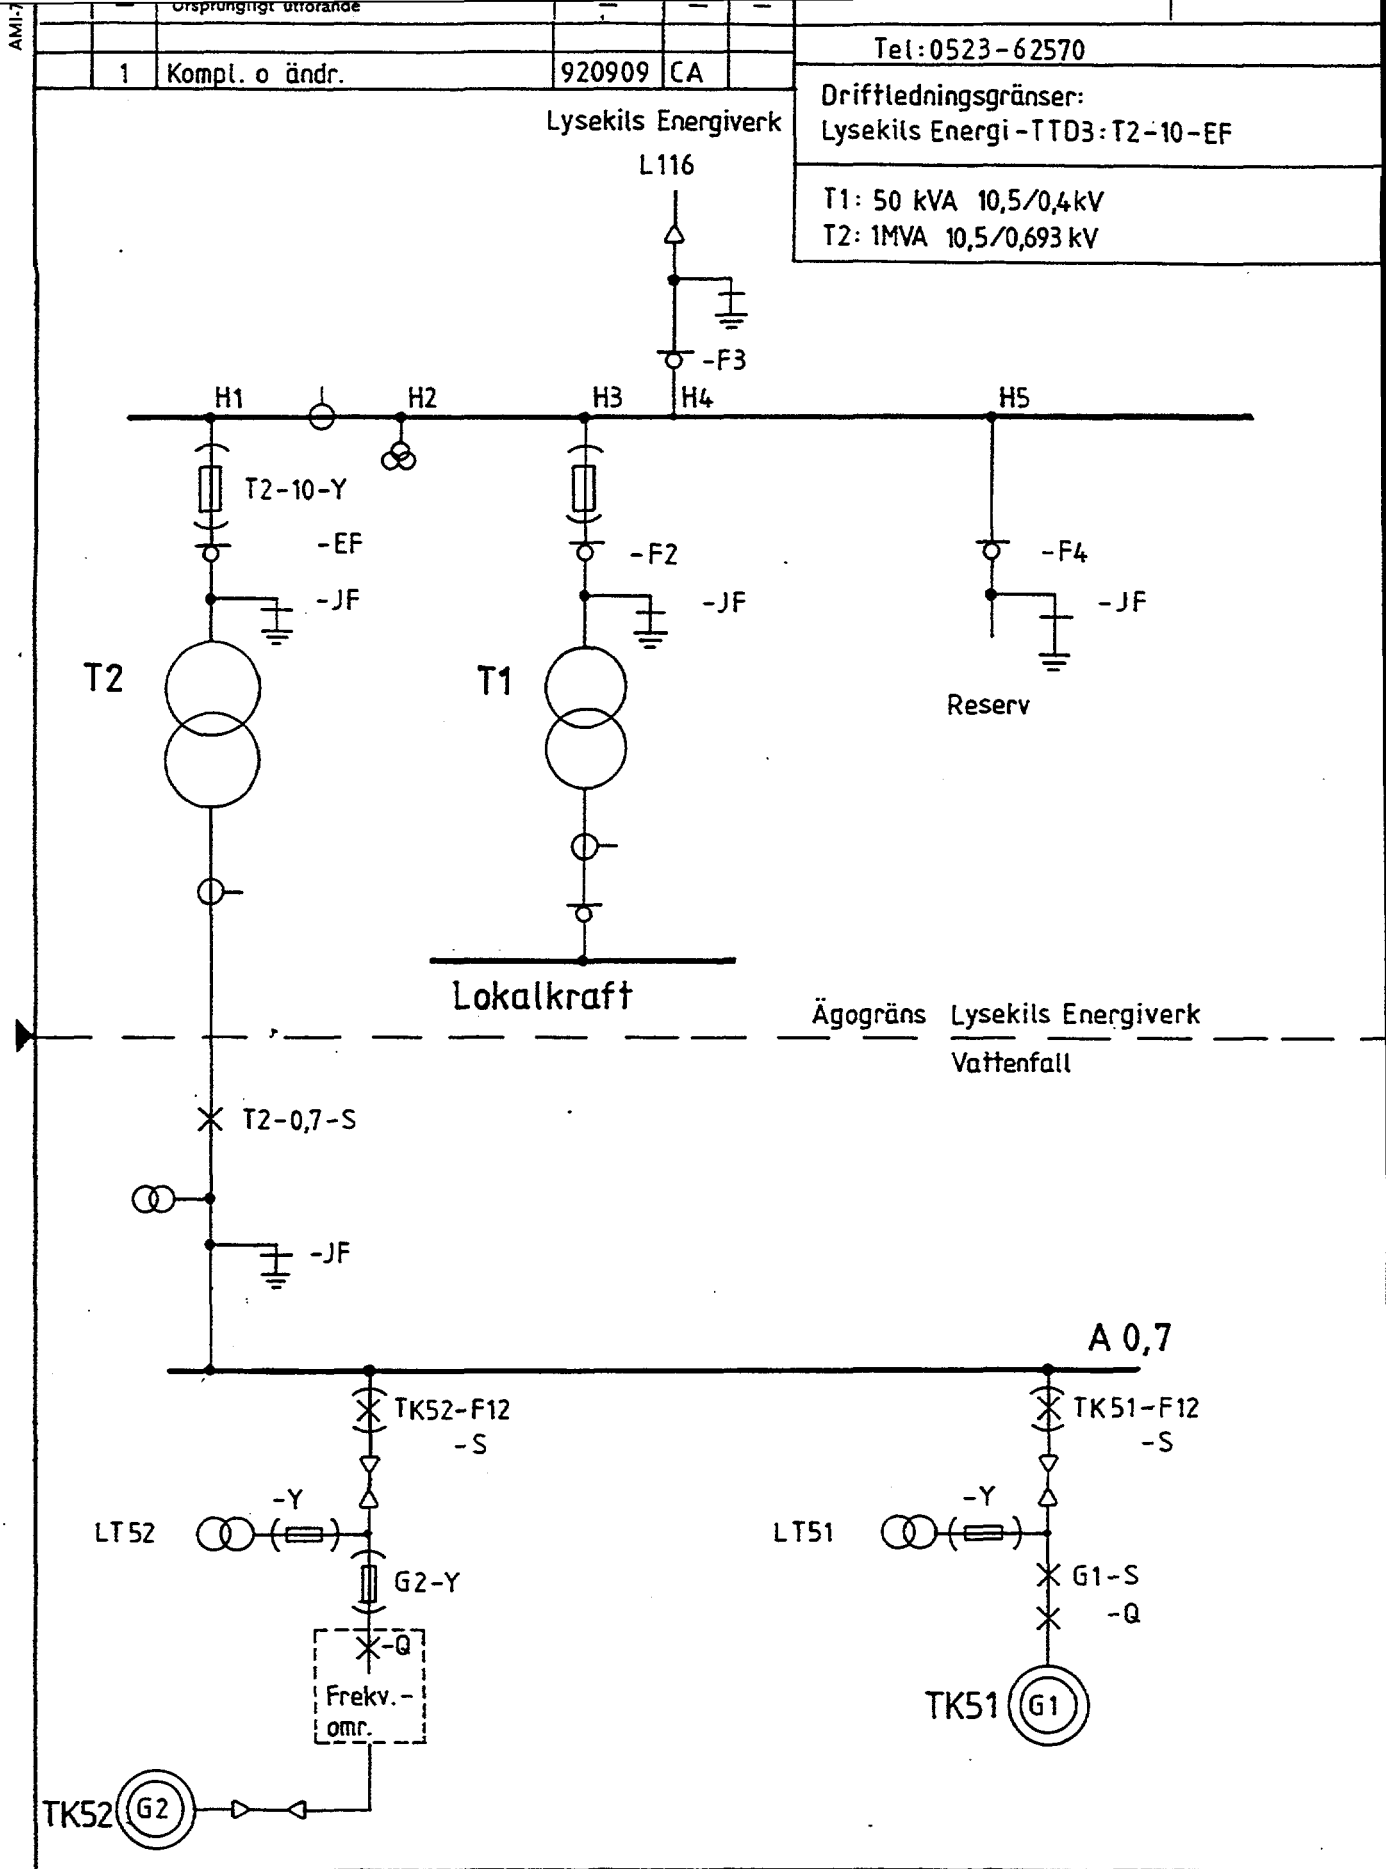 AMI-7
Ursprungligt utförande
1 Kompl. o ändr. 920909 CA
Tel:0523-62570
Driftledningsgränser:
Lysekils Energi-TTD3:T2-10-EF
T1: 50 kVA 10,5/0,4kV
T2: 1MVA 10,5/0,693 kV
Lysekils Energiverk
L116
-F3
H1 H2 H3 H4 H5
T2-10-Y
-EF -F2 -F4
-JF -JF -JF
T2 T1
Reserv
Lokalkraft
Ägogräns Lysekils Energiverk
Vattenfall
T2-0,7-S
-JF
A 0,7
TK52-F12 TK51-F12
-S -S
-Y -Y
LT52 LT51
G2-Y G1-S
-Q
-Q
Frekv.-
omr.
TK51 G1
TK52 G2